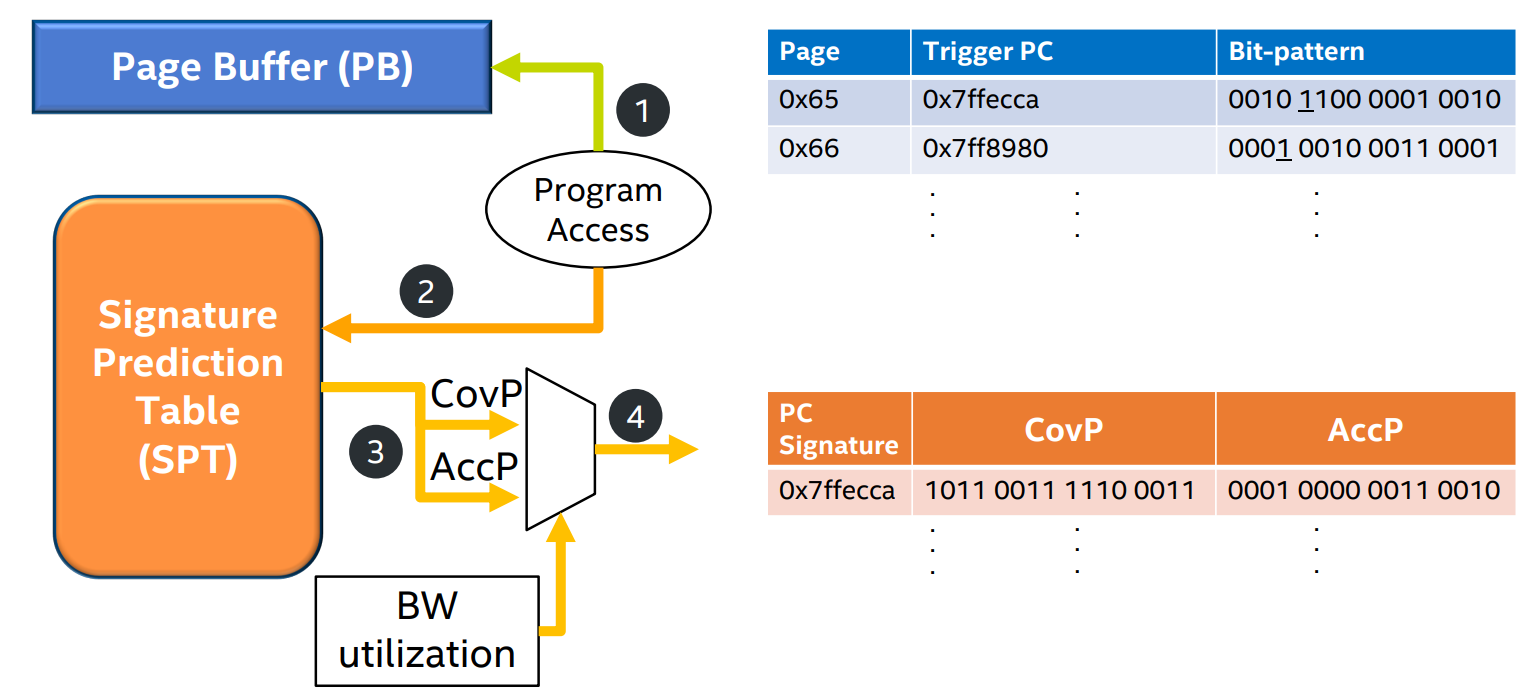 Page Buffer (PB)
1
Program
Access
2
Signature
Prediction
Table
(SPT)
CovP
3
AccP
4
BW
utilization
Page Trigger PC Bit-pattern
0x65 0x7ffecca 0010 1100 0001 0010
0x66 0x7ff8980 0001 0010 0011 0001
PC
Signature
CovP AccP
0x7ffecca 1011 0011 1110 0011 0001 0000 0011 0010